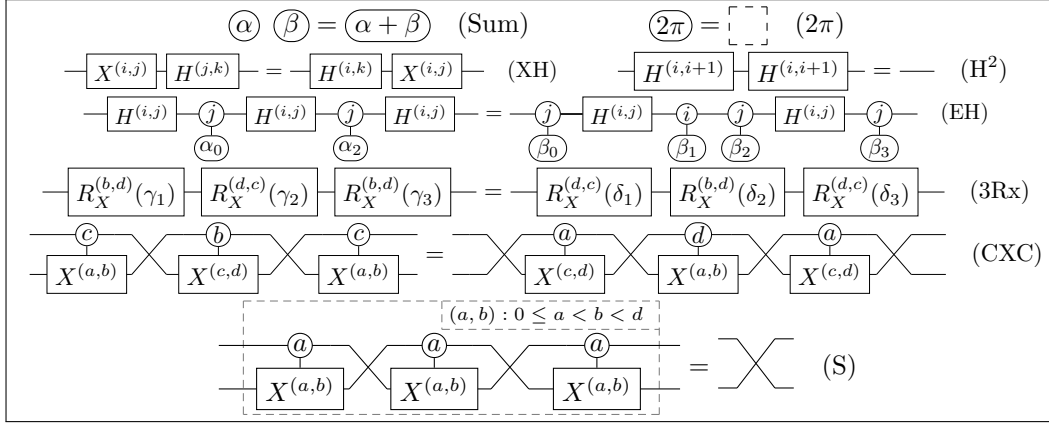 α β = α + β (Sum) 2π = (2π)
X^(i,j) H^(j,k) = H^(i,k) X^(i,j) (XH) H^(i,i+1) H^(i,i+1) = (H²)
H^(i,j) j α₀ H^(i,j) j α₂ H^(i,j) = j β₀ H^(i,j) i β₁ j β₂ H^(i,j) j β₃ (EH)
R_X^(b,d)(γ₁) R_X^(d,c)(γ₂) R_X^(b,d)(γ₃) = R_X^(d,c)(δ₁) R_X^(b,d)(δ₂) R_X^(d,c)(δ₃) (3Rx)
c b c a d a
X^(a,b) X^(c,d) X^(a,b) = X^(c,d) X^(a,b) X^(c,d) (CXC)
(a, b) : 0 ≤ a < b < d
a a a
X^(a,b) X^(a,b) X^(a,b) = (S)